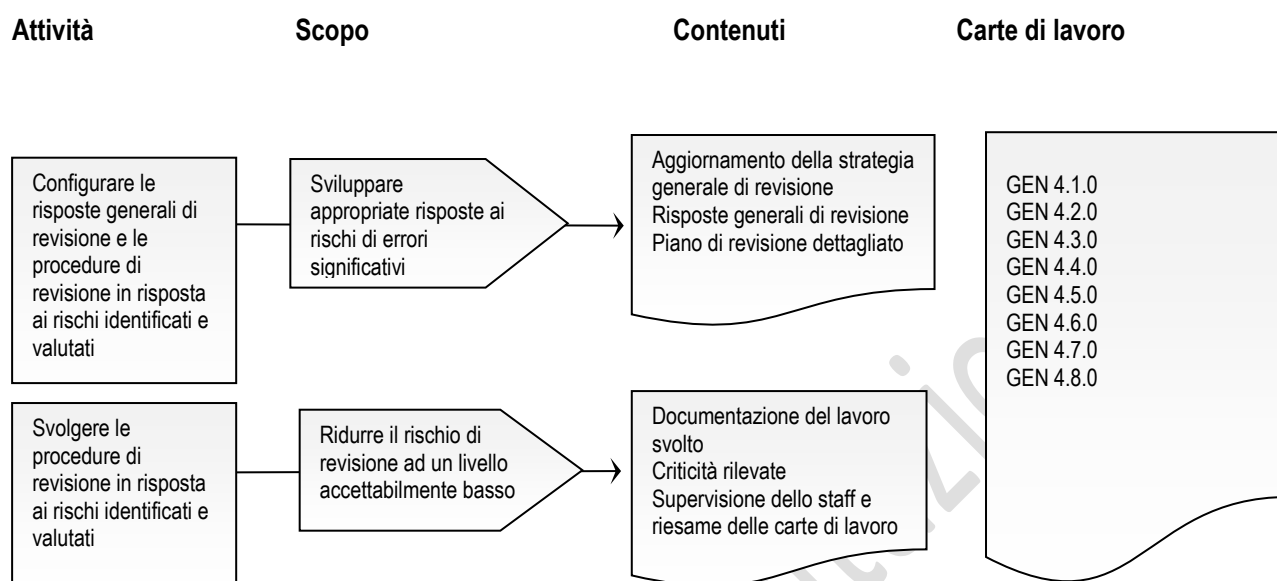 Attività Scopo Contenuti Carte di lavoro
Configurare le
risposte generali di
revisione e le
procedure di
revisione in risposta
ai rischi identificati e
valutati
Sviluppare
appropriate risposte ai
rischi di errori
significativi
Aggiornamento della strategia
generale di revisione
Risposte generali di revisione
Piano di revisione dettagliato
GEN 4.1.0
GEN 4.2.0
GEN 4.3.0
GEN 4.4.0
GEN 4.5.0
GEN 4.6.0
GEN 4.7.0
GEN 4.8.0
Svolgere le
procedure di
revisione in risposta
ai rischi identificati e
valutati
Ridurre il rischio di
revisione ad un livello
accettabilmente basso
Documentazione del lavoro
svolto
Criticità rilevate
Supervisione dello staff e
riesame delle carte di lavoro